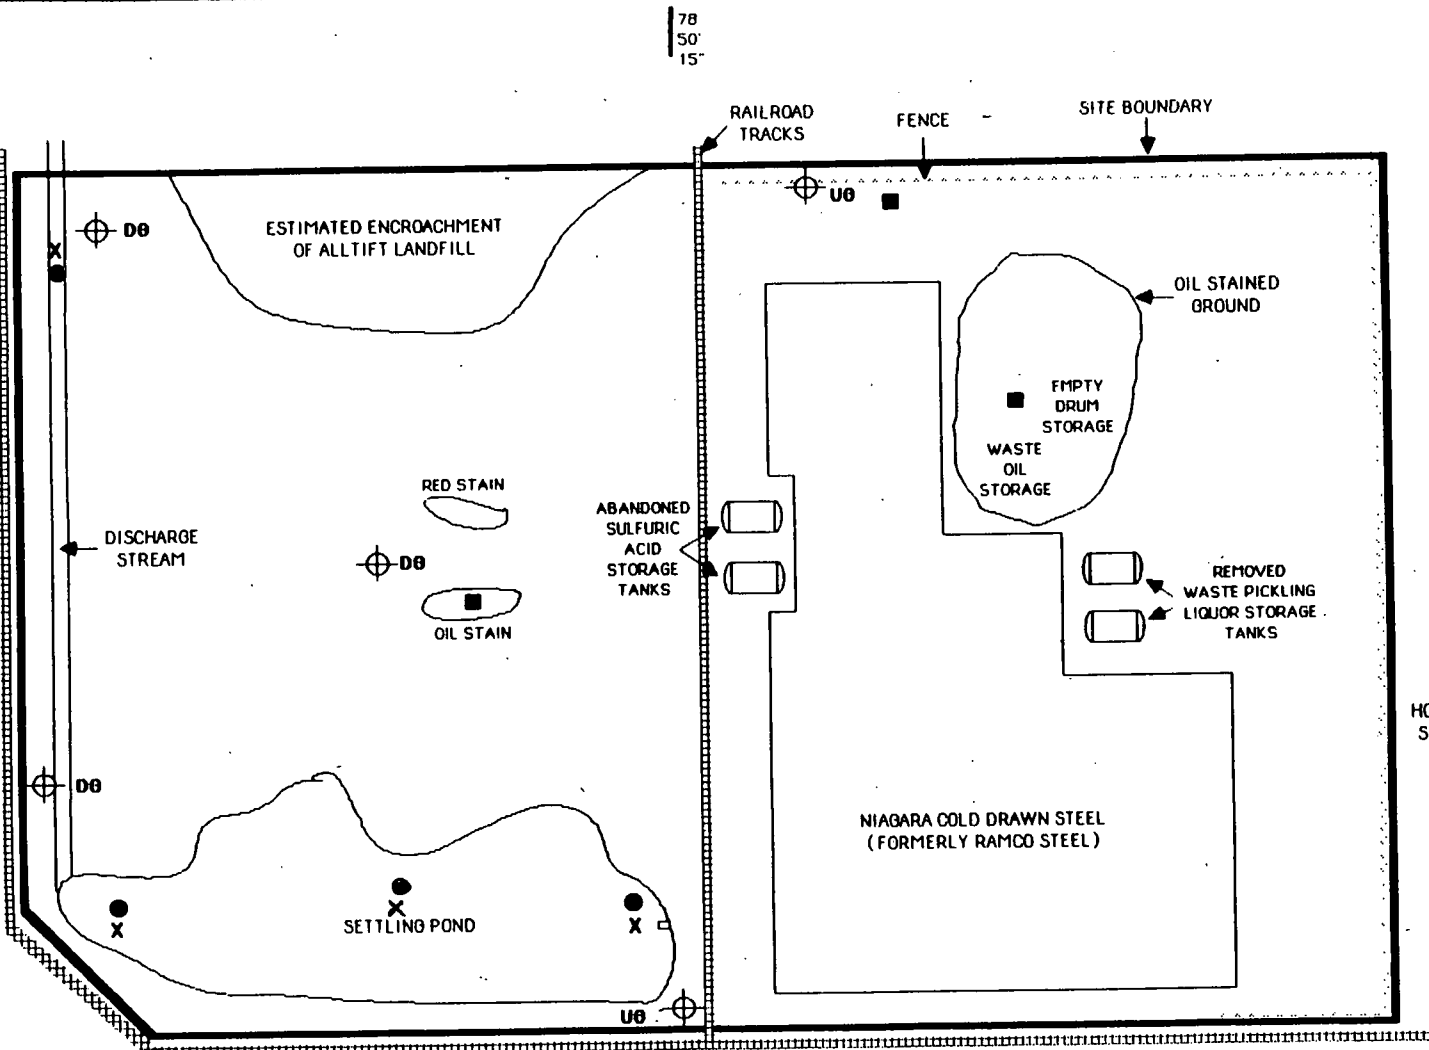 78
50'
15"
RAILROAD
TRACKS
FENCE
SITE BOUNDARY
UG
DG
X
ESTIMATED ENCROACHMENT
OF ALLTIFT LANDFILL
OIL STAINED
GROUND
EMPTY
DRUM
STORAGE
WASTE
OIL
STORAGE
RED STAIN
ABANDONED
SULFURIC
ACID
STORAGE
TANKS
DISCHARGE
STREAM
DG
OIL STAIN
REMOVED
WASTE PICKLING
LIQUOR STORAGE
TANKS
HO
S
DG
NIAGARA COLD DRAWN STEEL
(FORMERLY RAMCO STEEL)
X
X
X
SETTLING POND
UG